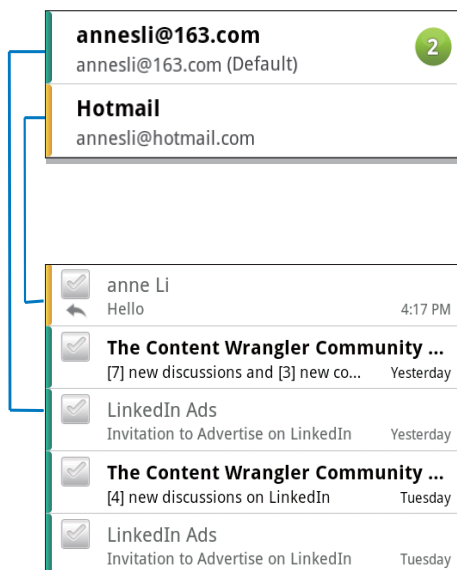 annesli@163.com
annesli@163.com (Default)
2
Hotmail
annesli@hotmail.com
anne Li
Hello 4:17 PM
The Content Wrangler Community ...
[7] new discussions and [3] new co... Yesterday
LinkedIn Ads
Invitation to Advertise on LinkedIn Yesterday
The Content Wrangler Community ...
[4] new discussions on LinkedIn Tuesday
LinkedIn Ads
Invitation to Advertise on LinkedIn Tuesday